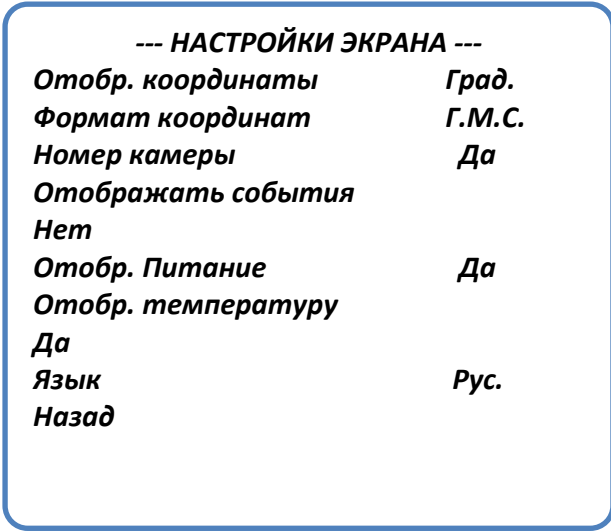 --- НАСТРОЙКИ ЭКРАНА ---
Отобр. координаты Град.
Формат координат Г.М.С.
Номер камеры Да
Отображать события
Нет
Отобр. Питание Да
Отобр. температуру
Да
Язык Рус.
Назад